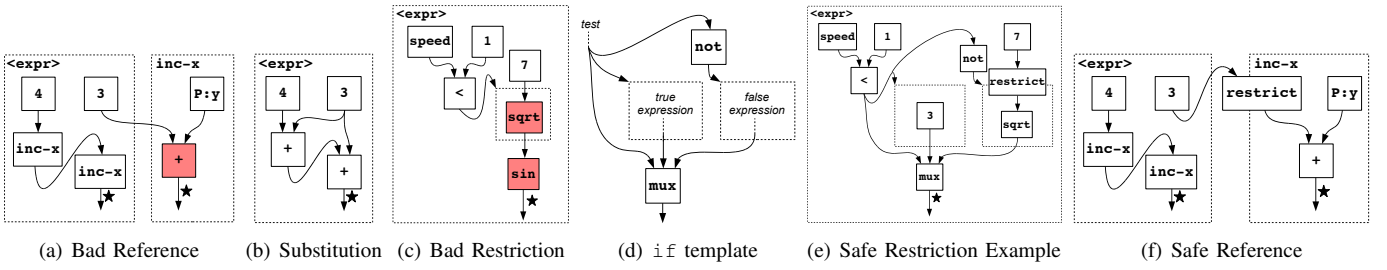 <expr>
4
3
inc-x
inc-x
inc-x
P:y
+
(a) Bad Reference
<expr>
4
3
+
+
(b) Substitution
<expr>
speed
1
<
7
sqrt
sin
(c) Bad Restriction
test
not
true
expression
false
expression
mux
(d) if template
<expr>
speed
1
<
not
7
restrict
3
sqrt
mux
(e) Safe Restriction Example
<expr>
4
3
inc-x
inc-x
inc-x
restrict
P:y
+
(f) Safe Reference